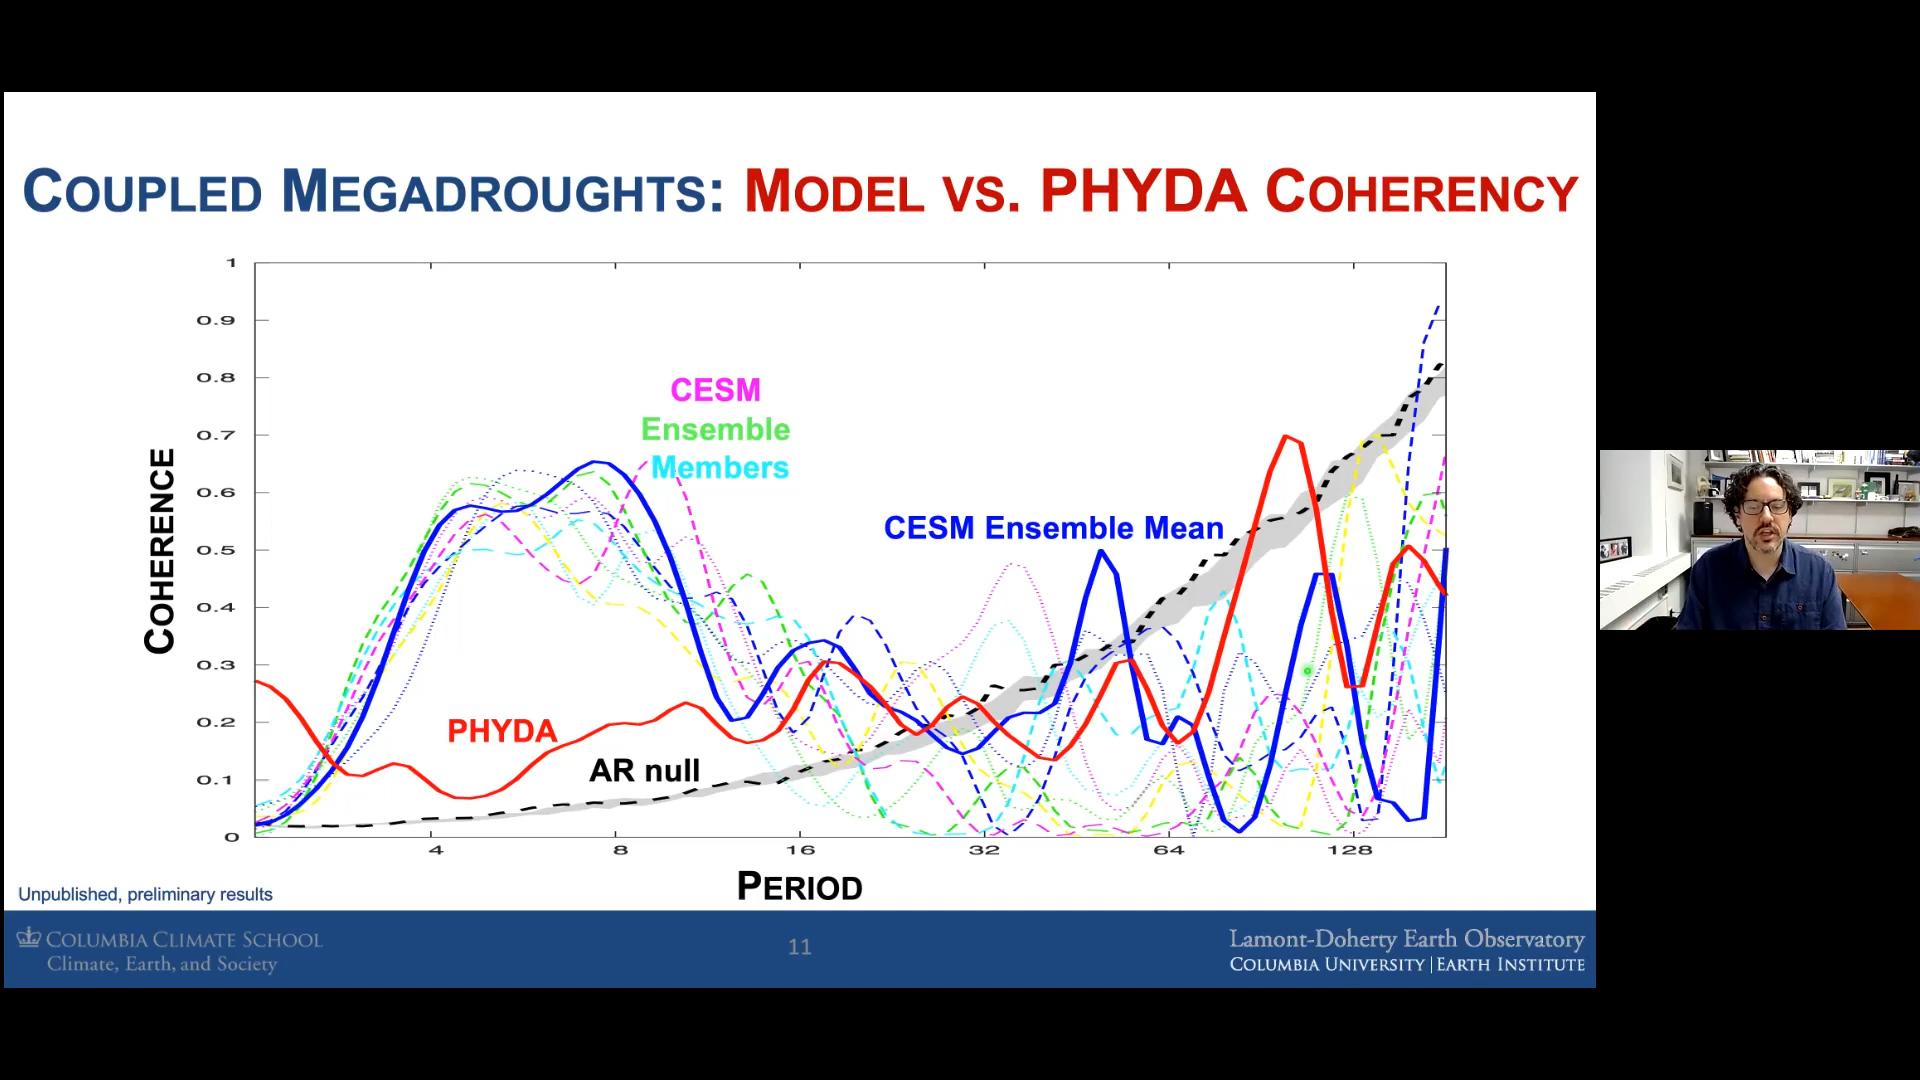 COUPLED MEGADROUGHTS: MODEL VS. PHYDA COHERENCY
1
0.9
0.8
0.7
0.6
0.5
0.4
0.3
0.2
0.1
0
COHERENCE
CESM
Ensemble
Members
CESM Ensemble Mean
PHYDA
AR null
4
8
16
32
64
128
PERIOD
Unpublished, preliminary results
COLUMBIA CLIMATE SCHOOL
Climate, Earth, and Society
11
Lamont-Doherty Earth Observatory
COLUMBIA UNIVERSITY | EARTH INSTITUTE